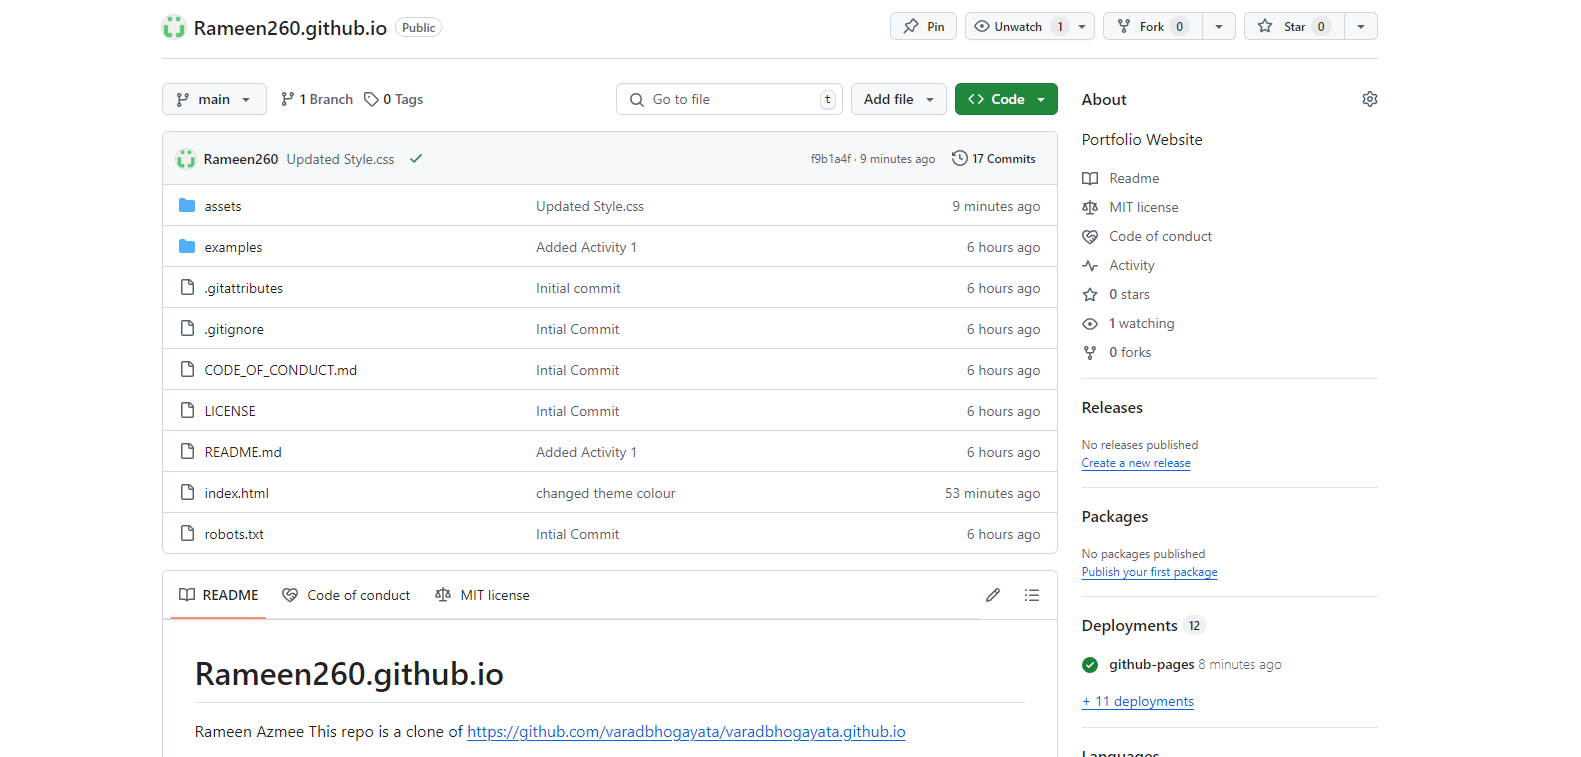 Rameen260.github.io Public Pin Unwatch 1 Fork 0 Star 0
main 1 Branch 0 Tags Go to file t Add file Code
Rameen260 Updated Style.css f9b1a4f · 9 minutes ago 17 Commits
assets Updated Style.css 9 minutes ago
examples Added Activity 1 6 hours ago
.gitattributes Initial commit 6 hours ago
.gitignore Intial Commit 6 hours ago
CODE_OF_CONDUCT.md Intial Commit 6 hours ago
LICENSE Intial Commit 6 hours ago
README.md Added Activity 1 6 hours ago
index.html changed theme colour 53 minutes ago
robots.txt Intial Commit 6 hours ago
README Code of conduct MIT license
Rameen260.github.io
Rameen Azmee This repo is a clone of https://github.com/varadbhogayata/varadbhogayata.github.io
About
Portfolio Website
Readme
MIT license
Code of conduct
Activity
0 stars
1 watching
0 forks
Releases
No releases published
Create a new release
Packages
No packages published
Publish your first package
Deployments 12
github-pages 8 minutes ago
+ 11 deployments
Languages